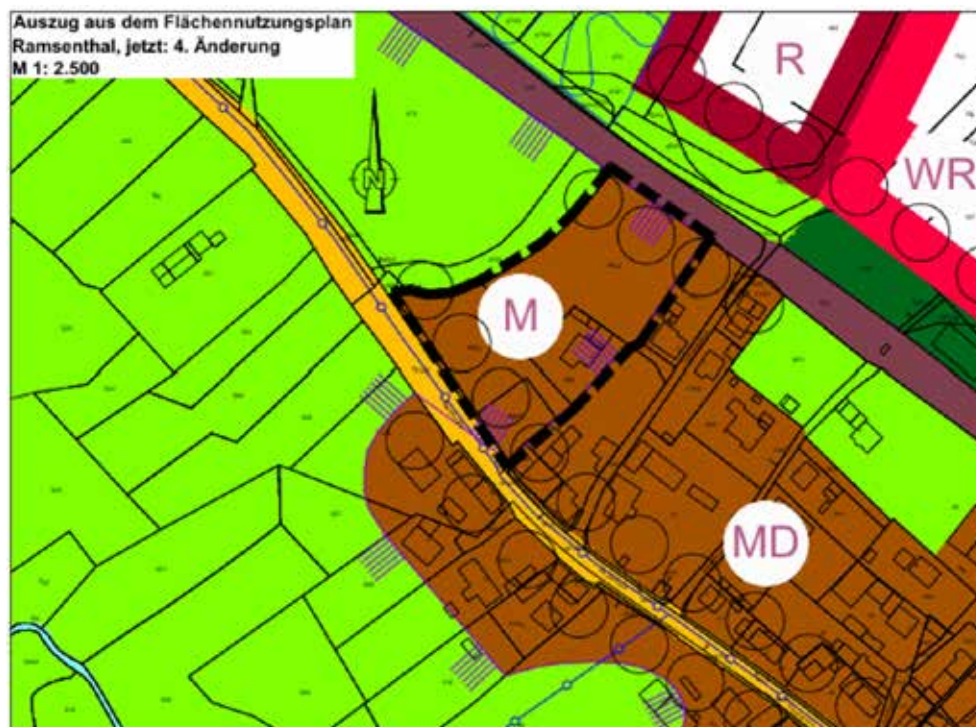 Auszug aus dem Flächennutzungsplan
Ramsenthal, jetzt: 4. Änderung
M 1: 2.500
R
WR
N
M
MD